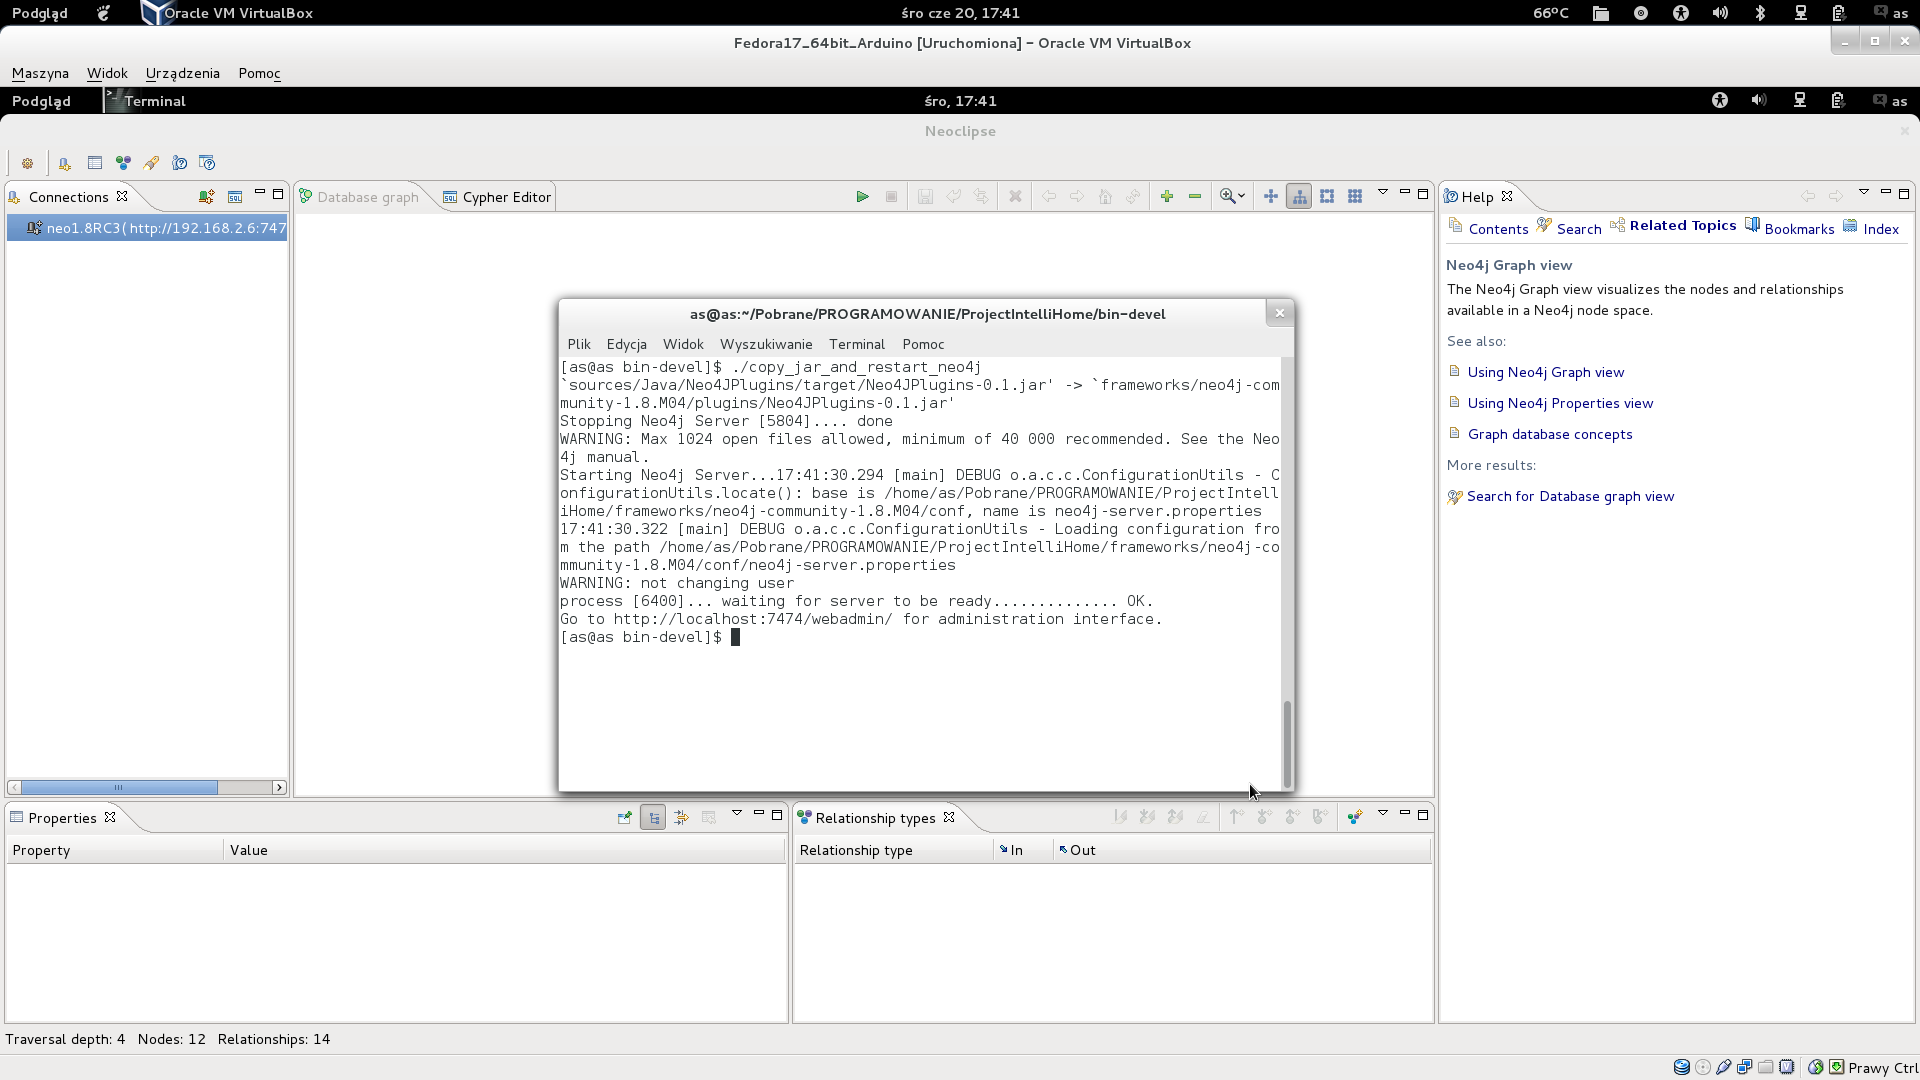 Podgląd Oracle VM VirtualBox śro cze 20, 17:41 66°C as
Fedora17_64bit_Arduino [Uruchomiona] – Oracle VM VirtualBox
Maszyna Widok Urządzenia Pomoc
Podgląd Terminal śro, 17:41 as
Neoclipse
Connections Database graph Cypher Editor Help
neo1.8RC3( http://192.168.2.6:747
Contents Search Related Topics Bookmarks Index
Neo4j Graph view
The Neo4j Graph view visualizes the nodes and relationships
available in a Neo4j node space.
See also:
Using Neo4j Graph view
Using Neo4j Properties view
Graph database concepts
More results:
Search for Database graph view
as@as:~/Pobrane/PROGRAMOWANIE/ProjectIntelliHome/bin-devel
Plik Edycja Widok Wyszukiwanie Terminal Pomoc
[as@as bin-devel]$ ./copy_jar_and_restart_neo4j
`sources/Java/Neo4JPlugins/target/Neo4JPlugins-0.1.jar' -> `frameworks/neo4j-com
munity-1.8.M04/plugins/Neo4JPlugins-0.1.jar'
Stopping Neo4j Server [5804].... done
WARNING: Max 1024 open files allowed, minimum of 40 000 recommended. See the Neo
4j manual.
Starting Neo4j Server...17:41:30.294 [main] DEBUG o.a.c.c.ConfigurationUtils - C
onfigurationUtils.locate(): base is /home/as/Pobrane/PROGRAMOWANIE/ProjectIntell
iHome/frameworks/neo4j-community-1.8.M04/conf, name is neo4j-server.properties
17:41:30.322 [main] DEBUG o.a.c.c.ConfigurationUtils - Loading configuration fro
m the path /home/as/Pobrane/PROGRAMOWANIE/ProjectIntelliHome/frameworks/neo4j-co
mmunity-1.8.M04/conf/neo4j-server.properties
WARNING: not changing user
process [6400]... waiting for server to be ready.............. OK.
Go to http://localhost:7474/webadmin/ for administration interface.
[as@as bin-devel]$
Properties Relationship types
Property Value Relationship type In Out
Traversal depth: 4 Nodes: 12 Relationships: 14
Prawy Ctrl